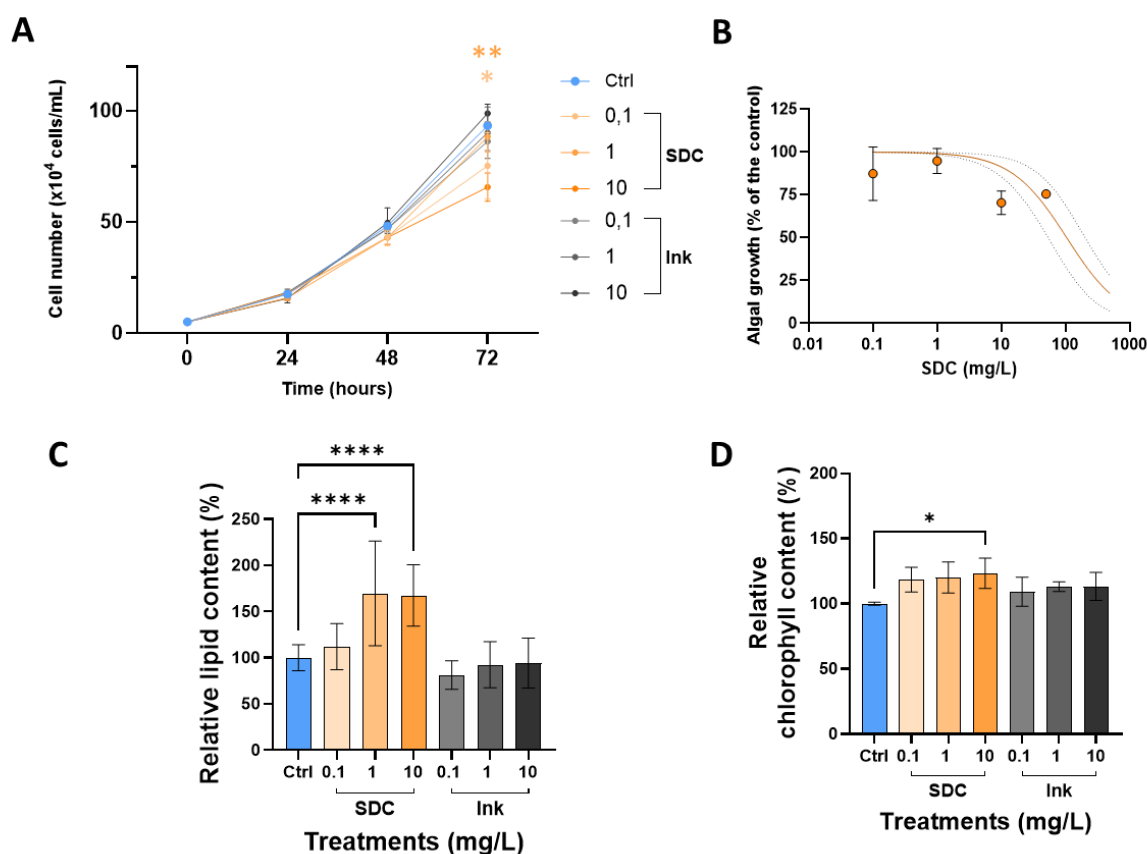 A
Cell number (x10⁴ cells/mL)
100
50
0
0 24 48 72
Time (hours)
**
*
Ctrl
0,1
1
10
SDC
0,1
1
10
Ink
B
Algal growth (% of the control)
125
100
75
50
25
0
0.01 0.1 1 10 100 1000
SDC (mg/L)
C
Relative lipid content (%)
250
200
150
100
50
0
****
****
Ctrl 0.1 1 10 0.1 1 10
SDC Ink
Treatments (mg/L)
D
Relative
chlorophyll content (%)
200
150
100
50
0
*
Ctrl 0.1 1 10 0.1 1 10
SDC Ink
Treatments (mg/L)